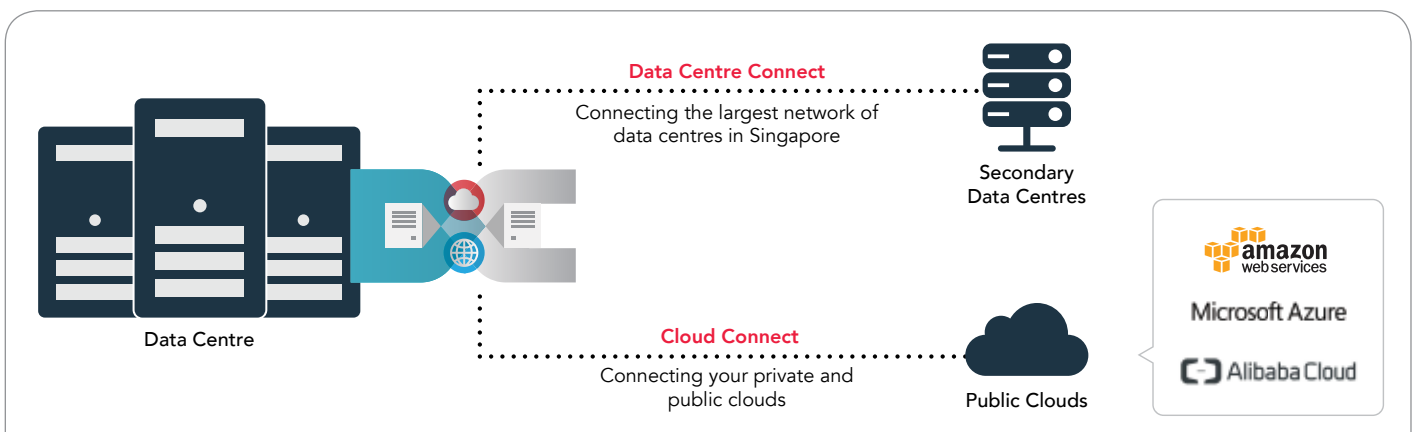 Data Centre Connect
Connecting the largest network of
data centres in Singapore
Secondary
Data Centres
Data Centre
Cloud Connect
Connecting your private and
public clouds
Public Clouds
amazon
web services
Microsoft Azure
Alibaba Cloud